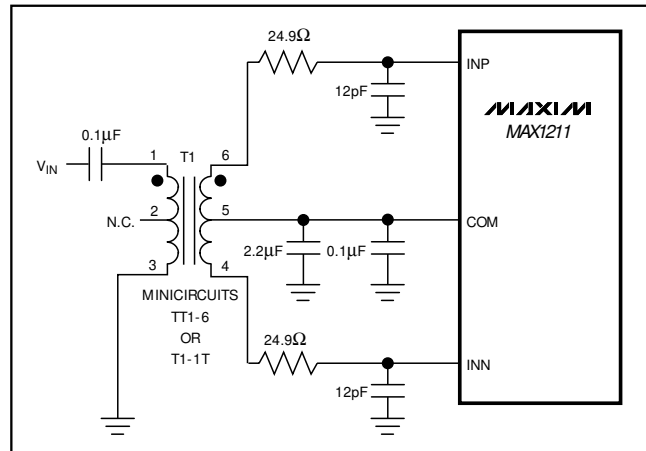 24.9Ω
INP
12pF
MAXIM
MAX1211
0.1μF
1
T1
6
VIN
2
5
N.C.
COM
2.2μF
0.1μF
3
4
MINICIRCUITS
TT1-6
OR
T1-1T
24.9Ω
INN
12pF